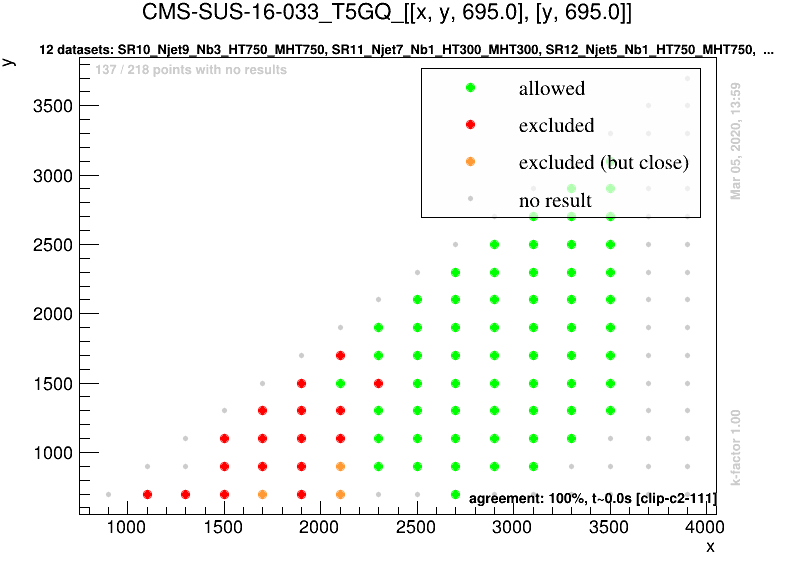 CMS-SUS-16-033_T5GQ_[[x, y, 695.0], [y, 695.0]]
12 datasets: SR10_Njet9_Nb3_HT750_MHT750, SR11_Njet7_Nb1_HT300_MHT300, SR12_Njet5_Nb1_HT750_MHT750, ...
y
137 / 218 points with no results
allowed
excluded
excluded (but close)
no result
3500
3000
2500
2000
1500
1000
Mar 05, 2020, 13:59
k-factor 1.00
agreement: 100%, t~0.0s [clip-c2-111]
1000 1500 2000 2500 3000 3500 4000
x